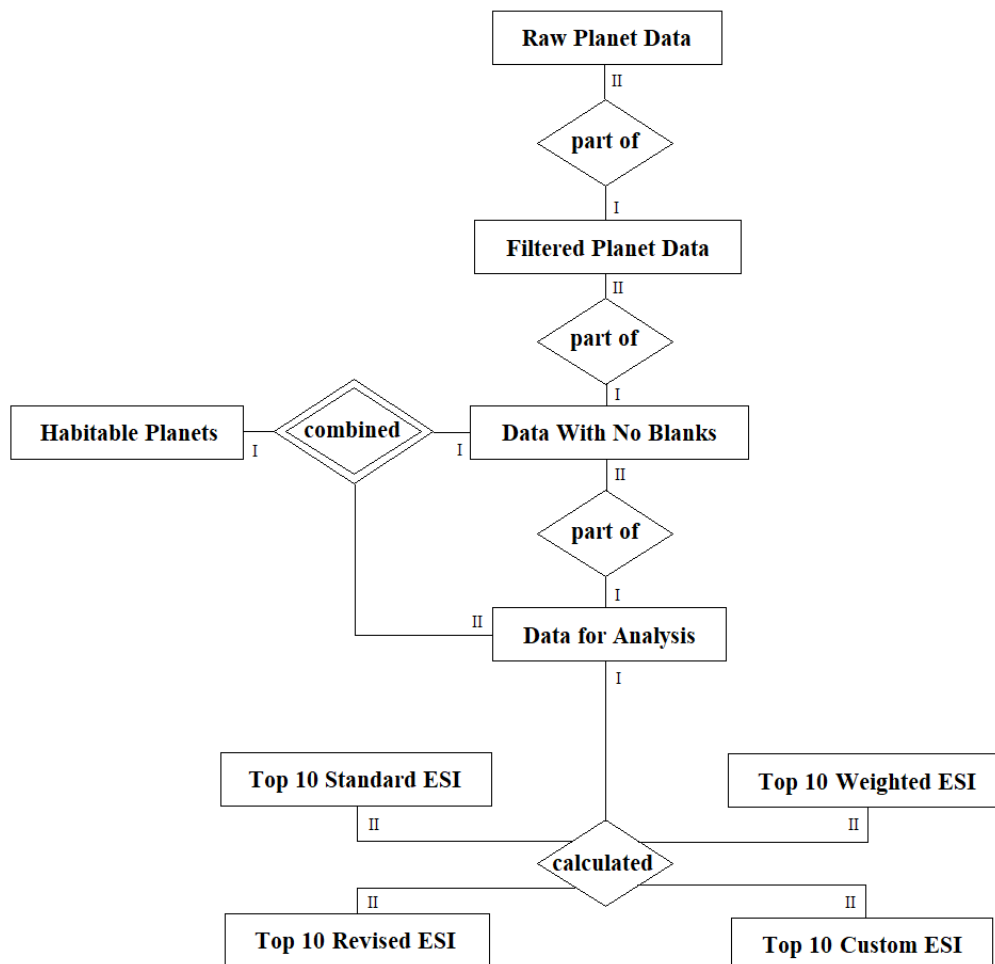 Raw Planet Data
II
part of
I
Filtered Planet Data
II
part of
I
Habitable Planets
I
combined
I
Data With No Blanks
II
part of
I
II
Data for Analysis
I
Top 10 Standard ESI
II
Top 10 Weighted ESI
II
calculated
II
Top 10 Revised ESI
II
Top 10 Custom ESI